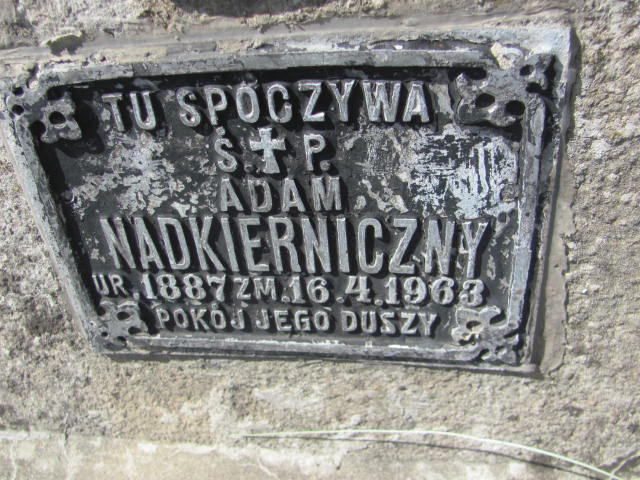 TU SPOCZYWA
Ś. † P.
ADAM
NADKIERNICZNY
UR. 1887 ZM. 16.4.1963
POKÓJ JEGO DUSZY